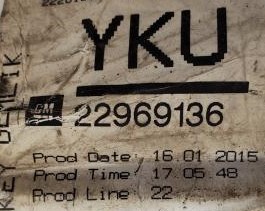 YKU
GM
22969136
Prod Date: 16.01.2015
Prod Time: 17.05.48
Prod Line: 22